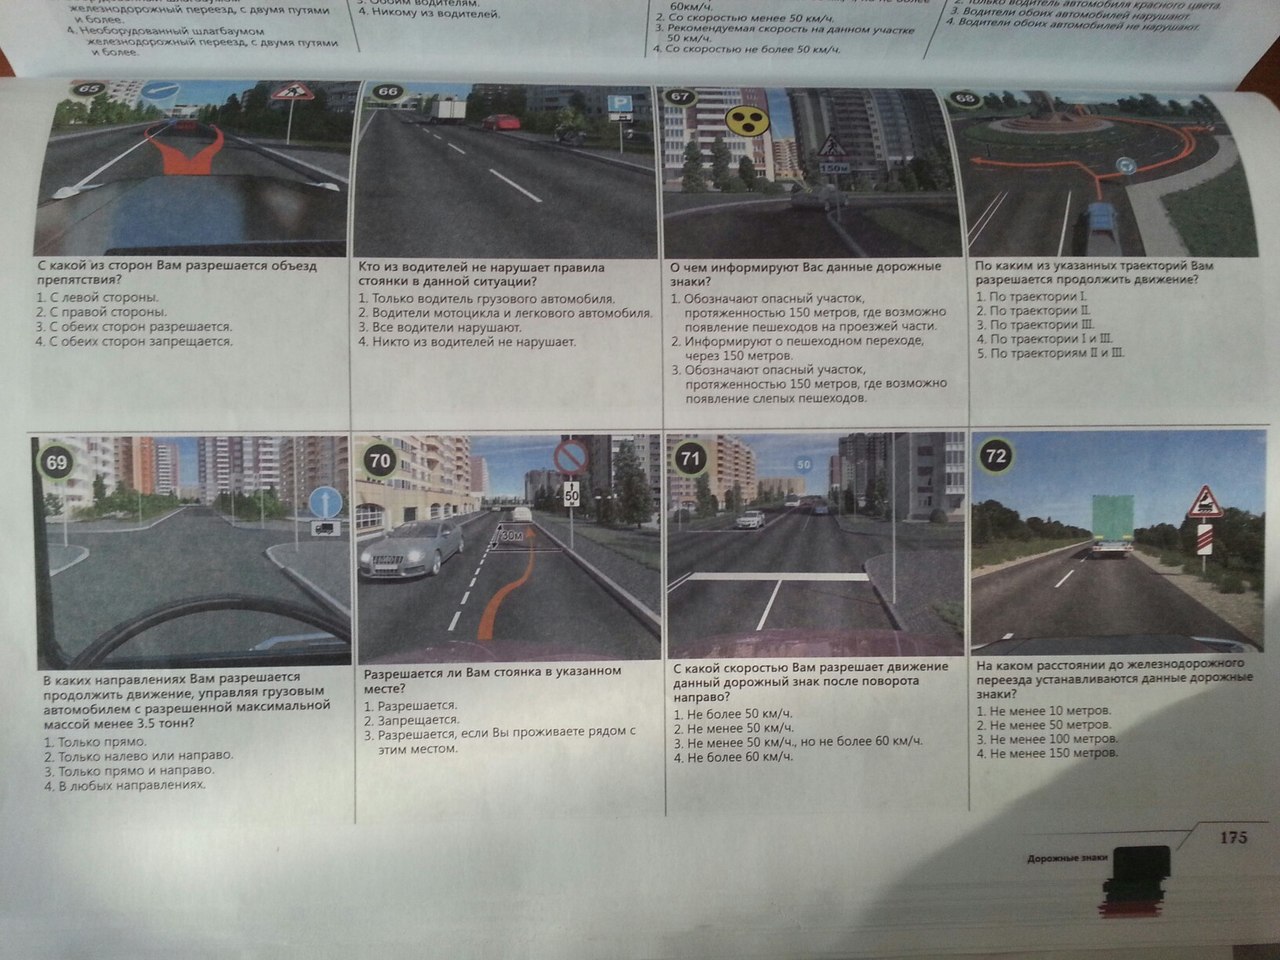 железнодорожный переезд, с двумя путями
и более.
4. Необорудованный шлагбаумом
железнодорожный переезд, с двумя путями
и более.
4. Никому из водителей.
60км/ч.
2. Со скоростью менее 50 км/ч.
3. Рекомендуемая скорость на данном участке
50 км/ч.
4. Со скоростью не более 50 км/ч.
2. Только водитель автомобиля красного цвета.
3. Водители обоих автомобилей нарушают.
4. Водители обоих автомобилей не нарушают.
65
С какой из сторон Вам разрешается объезд
препятствия?
1. С левой стороны.
2. С правой стороны.
3. С обеих сторон разрешается.
4. С обеих сторон запрещается.
66
P
Кто из водителей не нарушает правила
стоянки в данной ситуации?
1. Только водитель грузового автомобиля.
2. Водители мотоцикла и легкового автомобиля.
3. Все водители нарушают.
4. Никто из водителей не нарушает.
67
150м
О чем информируют Вас данные дорожные
знаки?
1. Обозначают опасный участок,
протяженностью 150 метров, где возможно
появление пешеходов на проезжей части.
2. Информируют о пешеходном переходе,
через 150 метров.
3. Обозначают опасный участок,
протяженностью 150 метров, где возможно
появление слепых пешеходов.
68
По каким из указанных траекторий Вам
разрешается продолжить движение?
1. По траектории I.
2. По траектории II.
3. По траектории III.
4. По траектории I и III.
5. По траекториям II и III.
69
В каких направлениях Вам разрешается
продолжить движение, управляя грузовым
автомобилем с разрешенной максимальной
массой менее 3.5 тонн?
1. Только прямо.
2. Только налево или направо.
3. Только прямо и направо.
4. В любых направлениях.
70
50
м
30м
Разрешается ли Вам стоянка в указанном
месте?
1. Разрешается.
2. Запрещается.
3. Разрешается, если Вы проживаете рядом с
этим местом.
71
50
С какой скоростью Вам разрешает движение
данный дорожный знак после поворота
направо?
1. Не более 50 км/ч.
2. Не менее 50 км/ч.
3. Не менее 50 км/ч., но не более 60 км/ч.
4. Не более 60 км/ч.
72
На каком расстоянии до железнодорожного
переезда устанавливаются данные дорожные
знаки?
1. Не менее 10 метров.
2. Не менее 50 метров.
3. Не менее 100 метров.
4. Не менее 150 метров.
Дорожные знаки
175